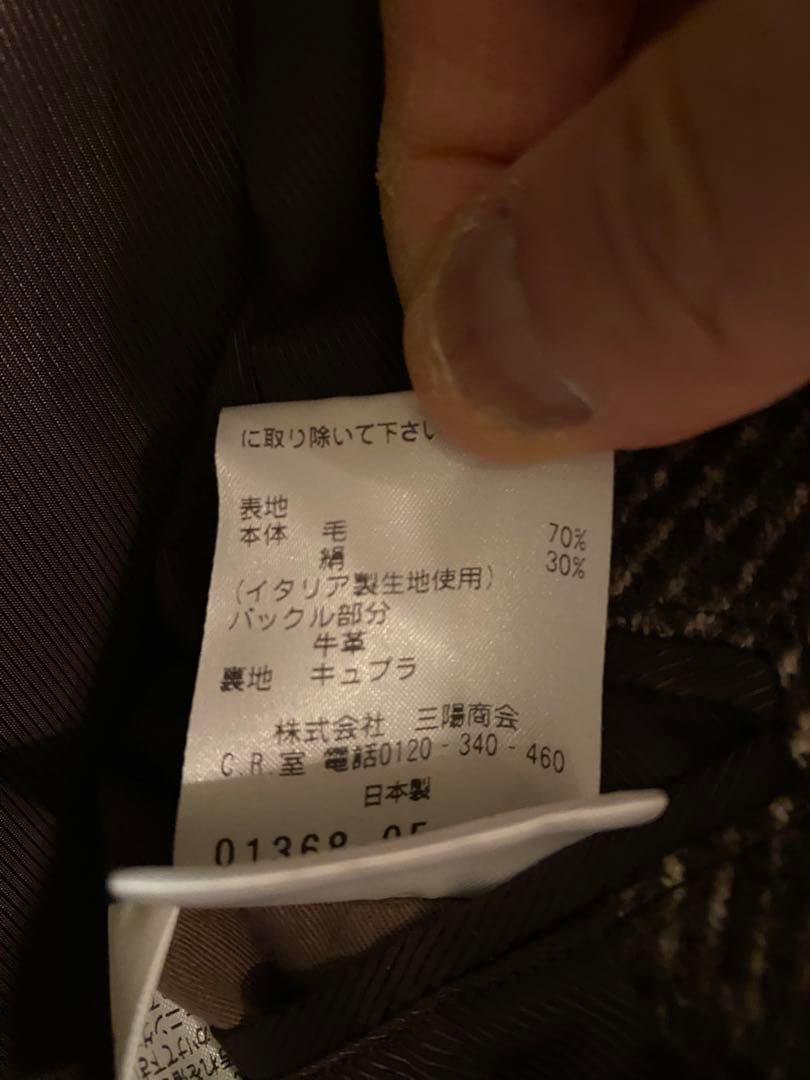 に取り除いて下さい
表地
本体 毛 70%
絹 30%
(イタリア製生地使用)
バックル部分
牛革
裏地 キュプラ
株式会社 三陽商会
C.R.室 電話0120-340-460
日本製
01368